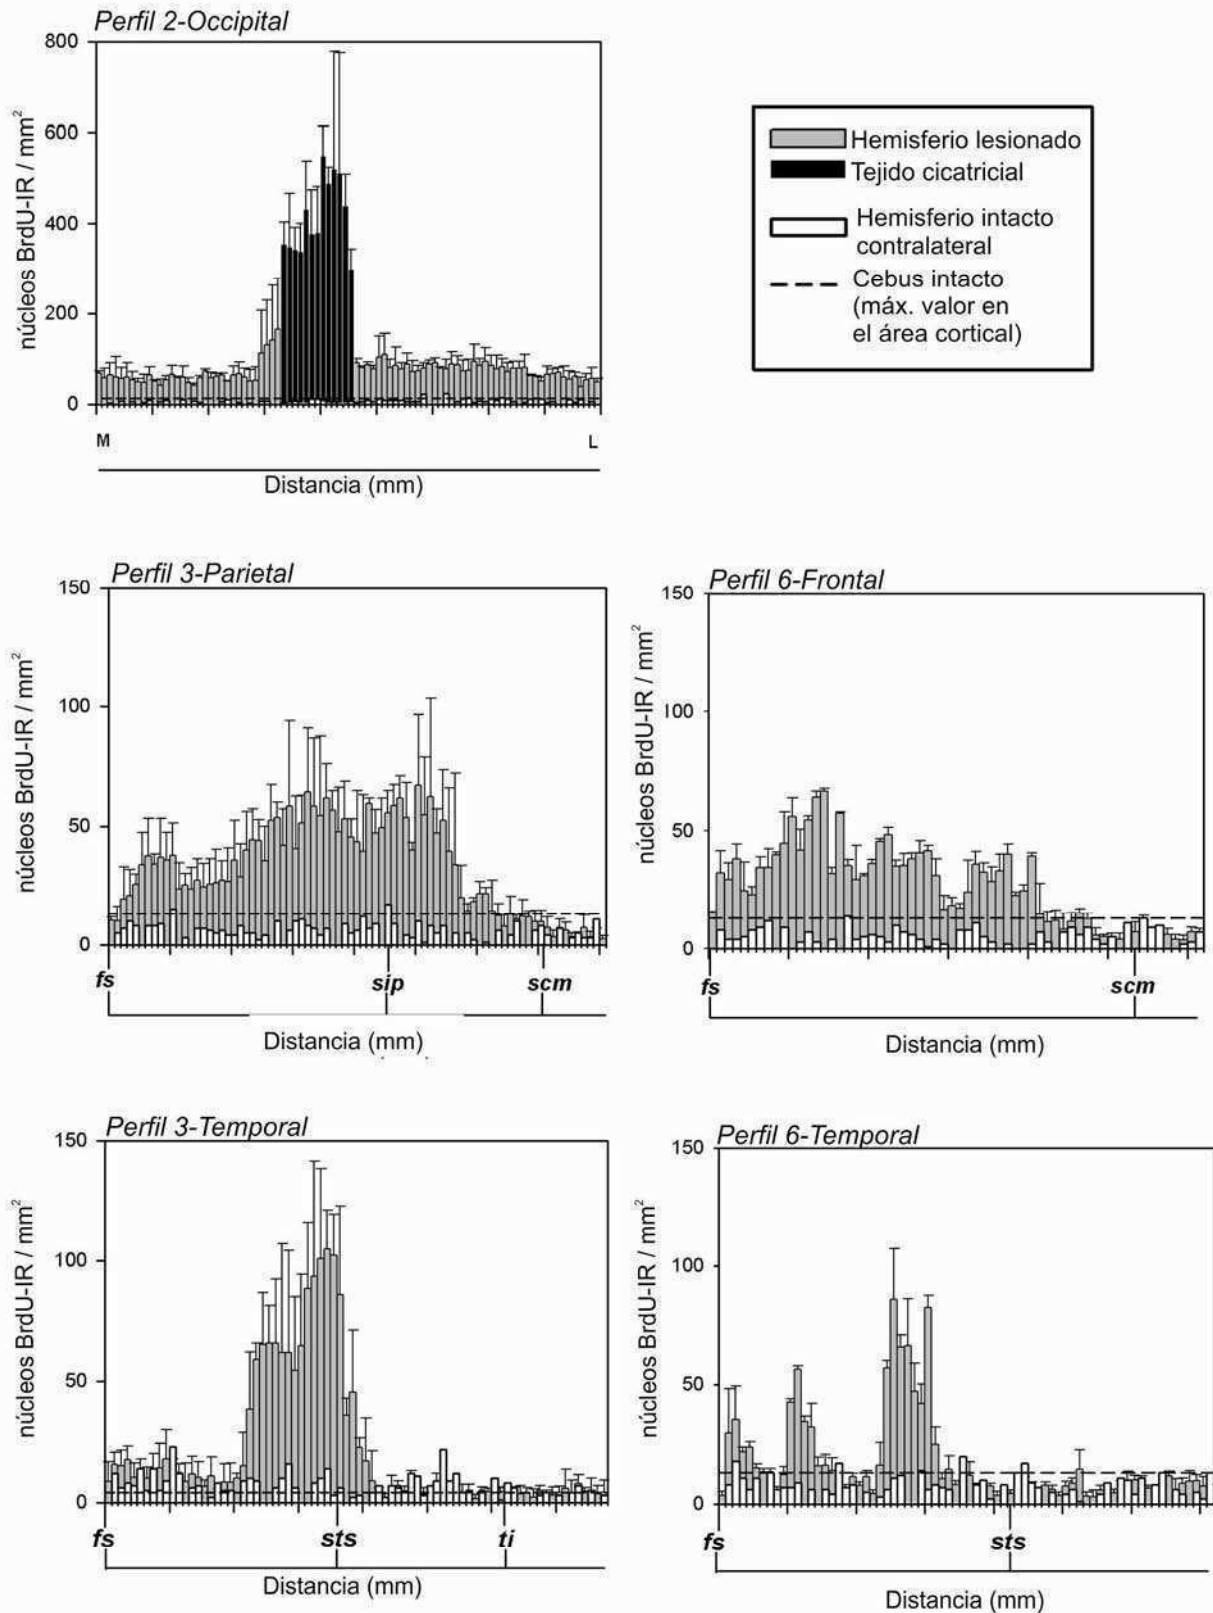 Perfil 2-Occipital
800
600
400
200
0
núcleos BrdU-IR / mm²
M
L
Distancia (mm)
Hemisferio lesionado
Tejido cicatricial
Hemisferio intacto
contralateral
Cebus intacto
(máx. valor en
el área cortical)
Perfil 3-Parietal
150
100
50
0
núcleos BrdU-IR / mm²
fs
sip
scm
Distancia (mm)
Perfil 6-Frontal
150
100
50
0
núcleos BrdU-IR / mm²
fs
scm
Distancia (mm)
Perfil 3-Temporal
150
100
50
0
núcleos BrdU-IR / mm²
fs
sts
ti
Distancia (mm)
Perfil 6-Temporal
150
100
50
0
núcleos BrdU-IR / mm²
fs
sts
Distancia (mm)